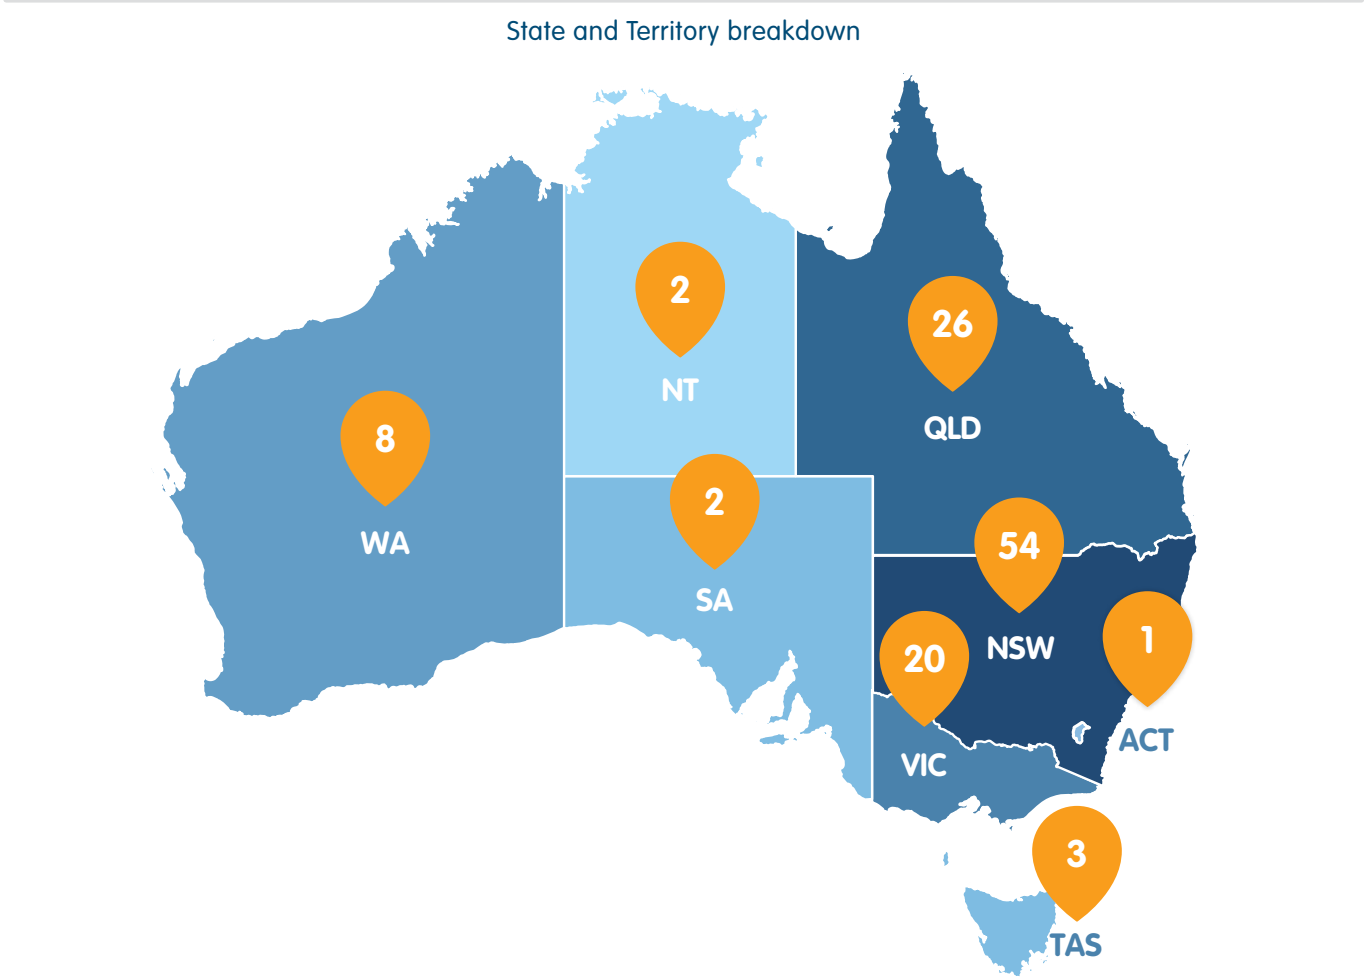 State and Territory breakdown
2
NT
26
QLD
8
WA
2
SA
54
NSW
1
ACT
20
VIC
3
TAS